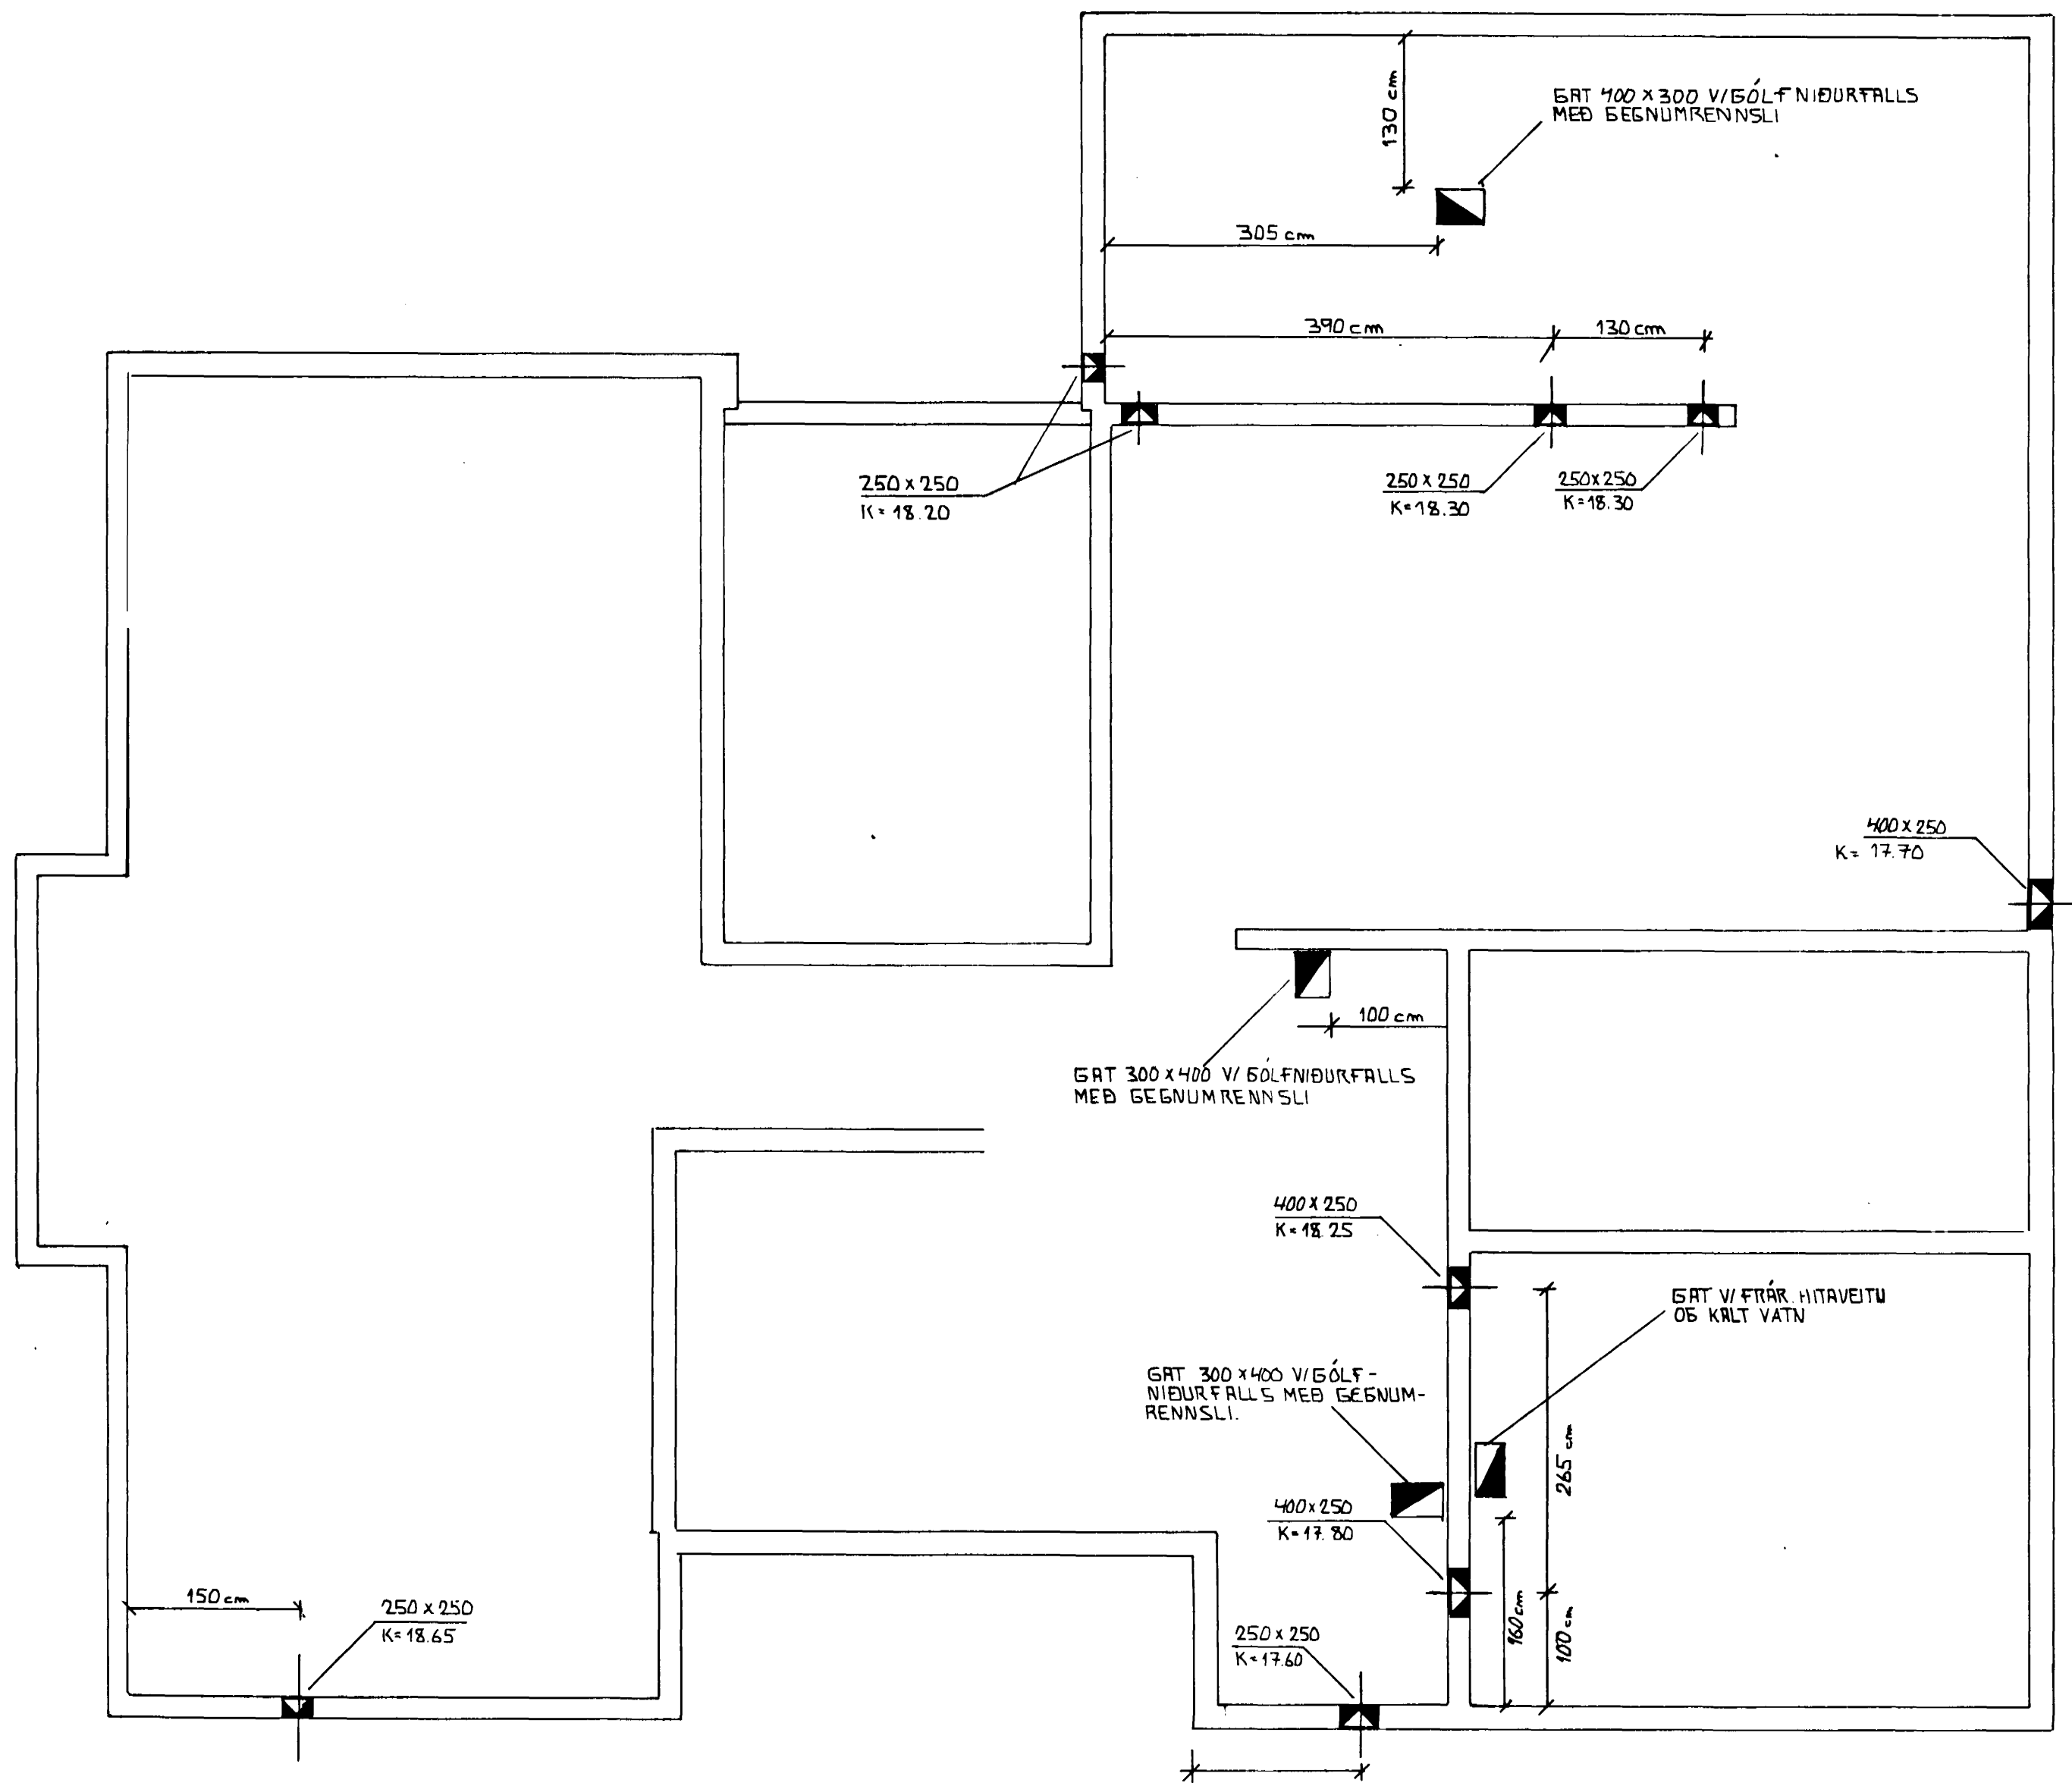 130 cm
GAT 400 x 300 V/GÓLFNIÐURFALLS
MEÐ GEGNUMRENNSLI
305 cm
390 cm
130 cm
250 x 250
K = 18.20
250 x 250
K = 18.30
250 x 250
K = 18.30
400 x 250
K = 17.70
100 cm
GAT 300 x 400 V/ GÓLFNIÐURFALLS
MEÐ GEGNUMRENNSLI
400 x 250
K = 18.25
GAT V/ FRÁR. HITAVEITU
OG KALT VATN
GAT 300 x 400 V/GÓLF-
NIÐURFALLS MEÐ GEGNUM-
RENNSLI.
265 cm
400 x 250
K = 17.80
150 cm
250 x 250
K = 18.65
160 cm
100 cm
250 x 250
K = 17.60